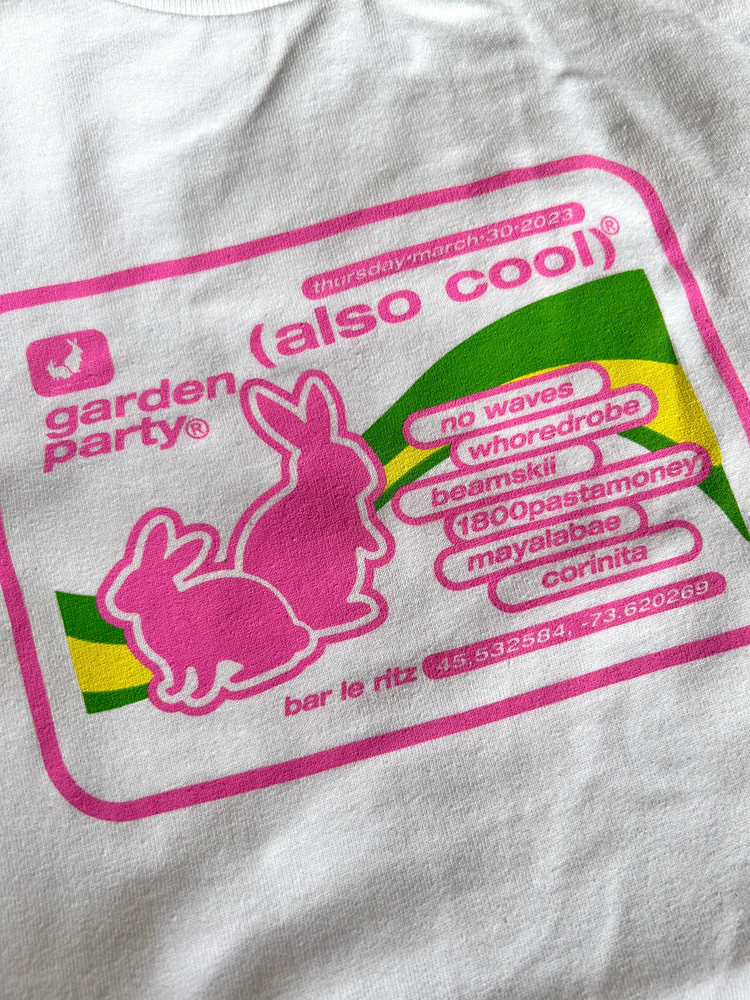 thursday•march•30•2023
(also cool)®
garden
party®
no waves
whoredrobe
beamskii
1800pastamoney
mayalabae
corinita
bar le ritz 45.532584, -73.620269